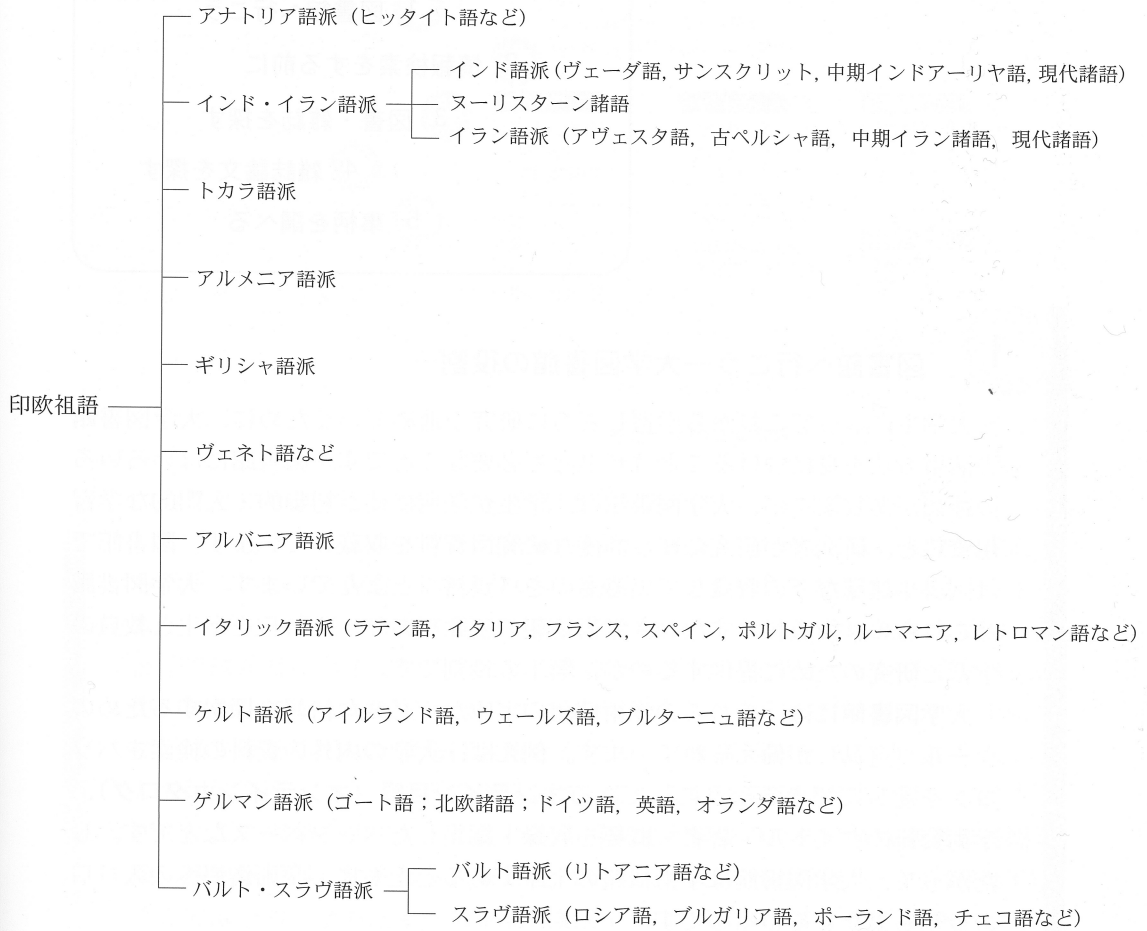 アナトリア語派（ヒッタイト語など）
インド語派（ヴェーダ語, サンスクリット, 中期インドアーリヤ語, 現代諸語）
インド・イラン語派
ヌーリスターン諸語
イラン語派（アヴェスタ語, 古ペルシャ語, 中期イラン諸語, 現代諸語）
トカラ語派
アルメニア語派
ギリシャ語派
印欧祖語
ヴェネト語など
アルバニア語派
イタリック語派（ラテン語, イタリア, フランス, スペイン, ポルトガル, ルーマニア, レトロマン語など）
ケルト語派（アイルランド語, ウェールズ語, ブルターニュ語など）
ゲルマン語派（ゴート語；北欧諸語；ドイツ語, 英語, オランダ語など）
バルト語派（リトアニア語など）
バルト・スラヴ語派
スラヴ語派（ロシア語, ブルガリア語, ポーランド語, チェコ語など）